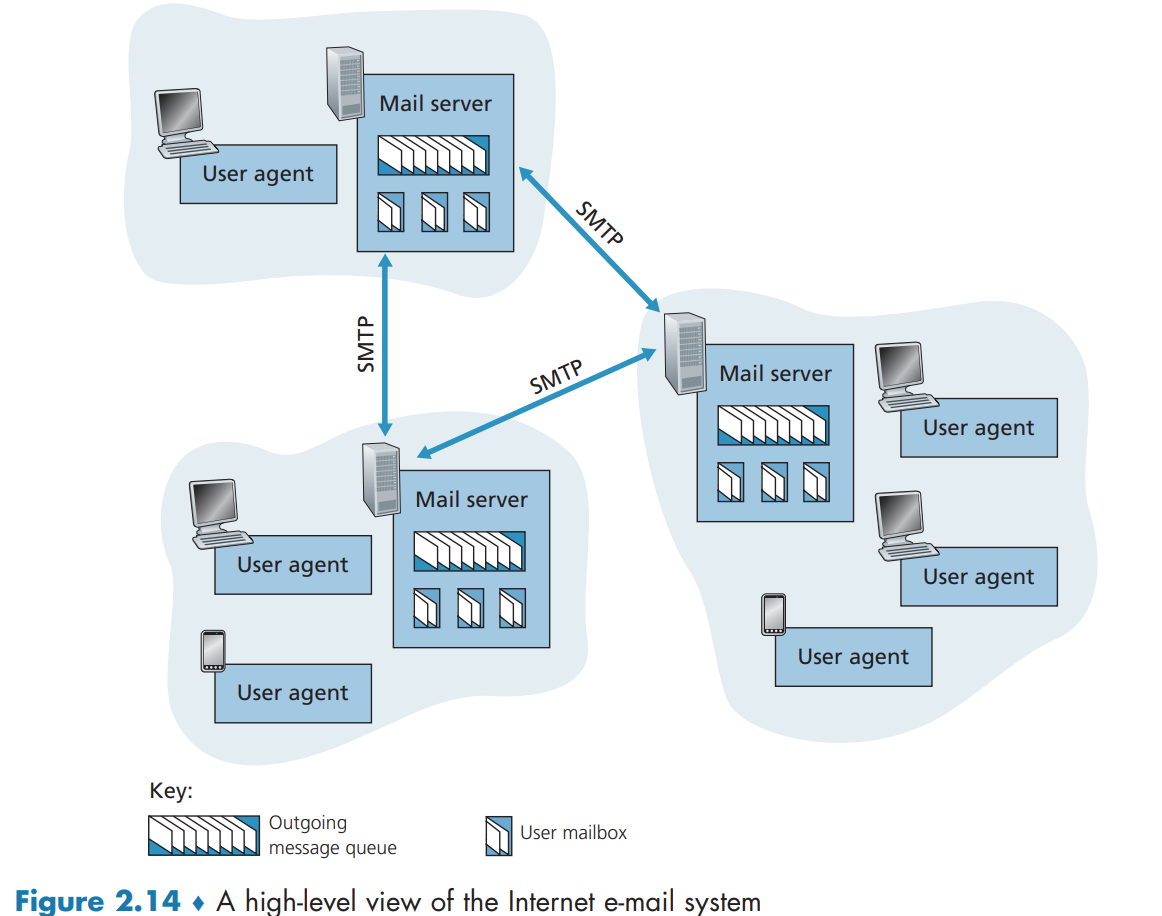 Mail server
User agent
SMTP
SMTP
SMTP
Mail server
User agent
User agent
User agent
Mail server
User agent
User agent
Key:
Outgoing
message queue
User mailbox
Figure 2.14 ♦ A high-level view of the Internet e-mail system